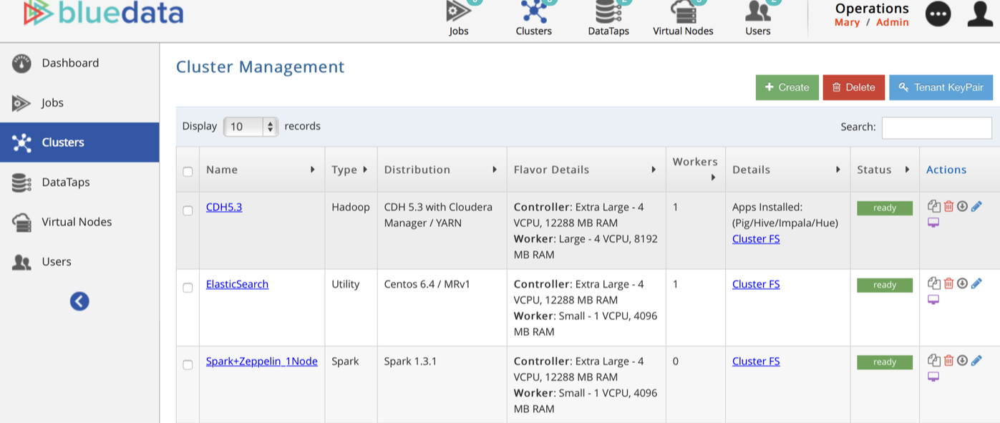 bluedata
Jobs
Clusters
DataTaps
Virtual Nodes
Users
Operations
Mary / Admin
Dashboard
Jobs
Clusters
DataTaps
Virtual Nodes
Users
Cluster Management
Create
Delete
Tenant KeyPair
Display 10 records
Search:
Name
Type
Distribution
Flavor Details
Workers
Details
Status
Actions
CDH5.3
Hadoop
CDH 5.3 with Cloudera
Manager / YARN
Controller: Extra Large - 4
VCPU, 12288 MB RAM
Worker: Large - 4 VCPU, 8192
MB RAM
1
Apps Installed:
(Pig/Hive/Impala/Hue)
Cluster FS
ready
ElasticSearch
Utility
Centos 6.4 / MRv1
Controller: Extra Large - 4
VCPU, 12288 MB RAM
Worker: Small - 1 VCPU, 4096
MB RAM
1
Cluster FS
ready
Spark+Zeppelin_1Node
Spark
Spark 1.3.1
Controller: Extra Large - 4
VCPU, 12288 MB RAM
Worker: Small - 1 VCPU, 4096
MB RAM
0
Cluster FS
ready